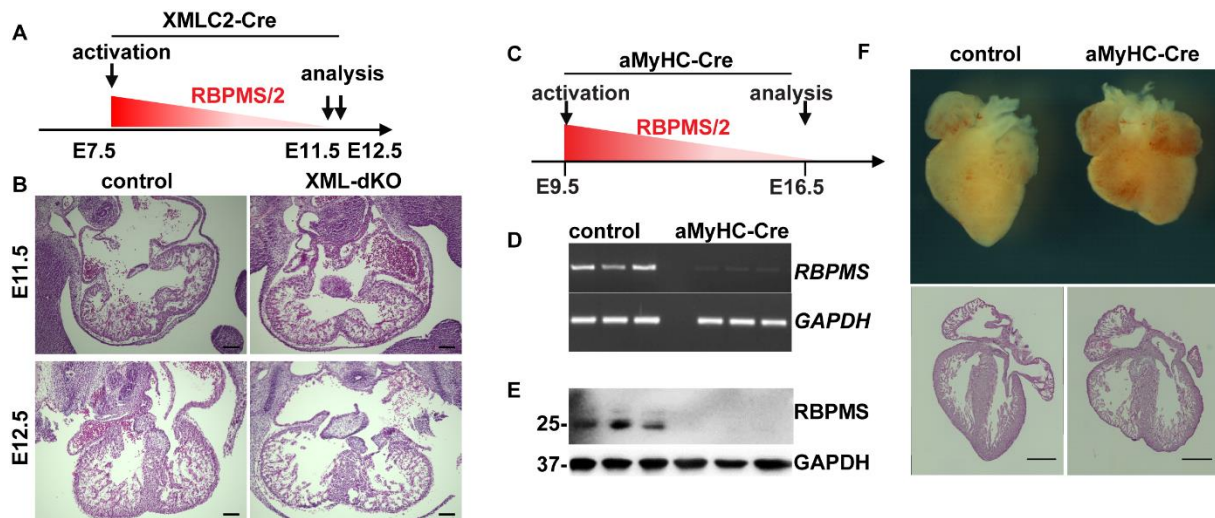 A
XMLC2-Cre
activation
analysis
RBPMS/2
E7.5
E11.5
E12.5
B
control
XML-dKO
E11.5
E12.5
C
aMyHC-Cre
activation
analysis
RBPMS/2
E9.5
E16.5
D
control
aMyHC-Cre
RBPMS
GAPDH
E
25-
RBPMS
37-
GAPDH
F
control
aMyHC-Cre